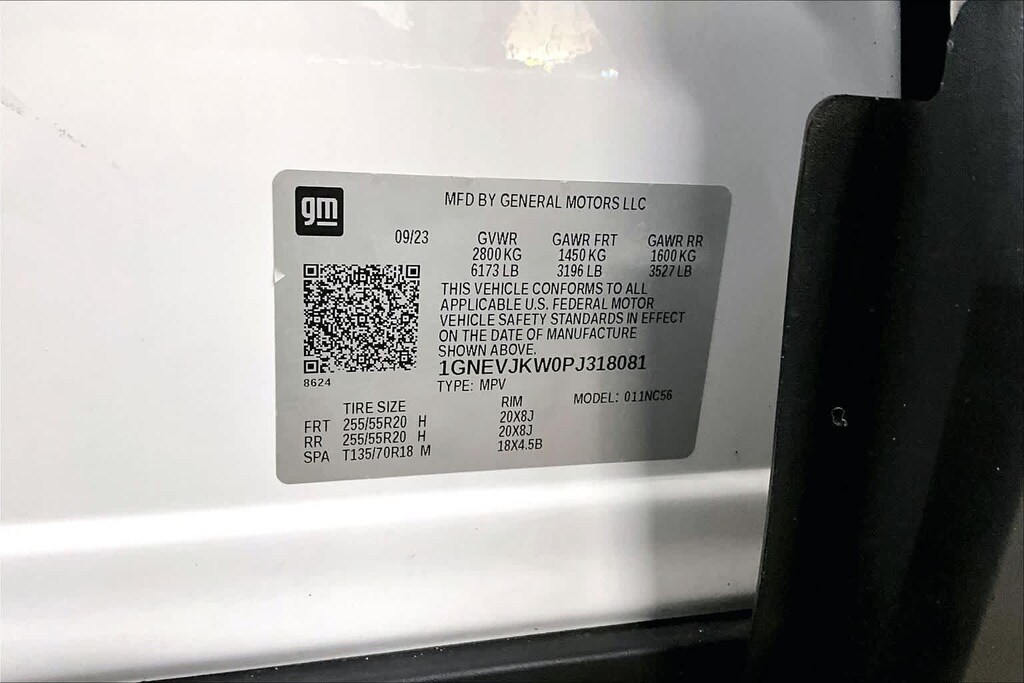 gm
MFD BY GENERAL MOTORS LLC
09/23 GVWR GAWR FRT GAWR RR
2800 KG 1450 KG 1600 KG
6173 LB 3196 LB 3527 LB
THIS VEHICLE CONFORMS TO ALL
APPLICABLE U.S. FEDERAL MOTOR
VEHICLE SAFETY STANDARDS IN EFFECT
ON THE DATE OF MANUFACTURE
SHOWN ABOVE.
1GNEVJKW0PJ318081
8624
TYPE: MPV MODEL: 011NC56
TIRE SIZE RIM
FRT 255/55R20 H 20X8J
RR 255/55R20 H 20X8J
SPA T135/70R18 M 18X4.5B